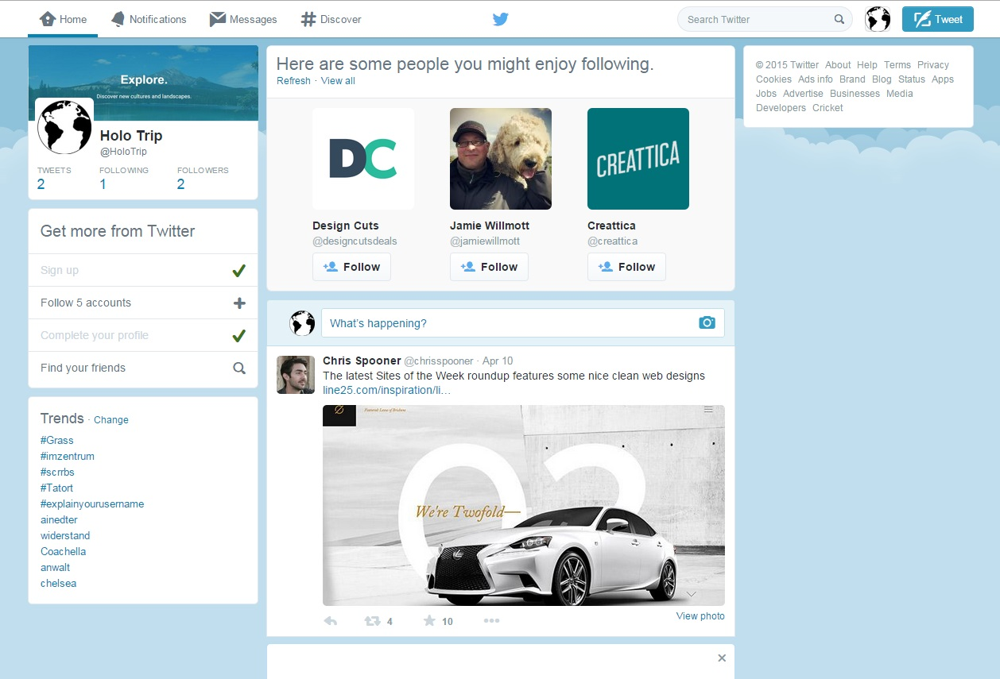 Home Notifications Messages Discover Search Twitter Tweet
Explore.
Discover new cultures and landscapes.
Holo Trip
@HoloTrip
TWEETS FOLLOWING FOLLOWERS
2 1 2
Get more from Twitter
Sign up
Follow 5 accounts
Complete your profile
Find your friends
Trends · Change
#Grass
#imzentrum
#scrrbs
#Tatort
#explainyourusername
ainedter
widerstand
Coachella
anwalt
chelsea
Here are some people you might enjoy following.
Refresh · View all
DC
CREATTICA
Design Cuts Jamie Willmott Creattica
@designcutsdeals @jamiewillmott @creattica
Follow Follow Follow
What's happening?
Chris Spooner @chrisspooner · Apr 10
The latest Sites of the Week roundup features some nice clean web designs
line25.com/inspiration/li…
Featured: Lexus of Brisbane
02
We're Twofold—
4 10 View photo
© 2015 Twitter About Help Terms Privacy
Cookies Ads info Brand Blog Status Apps
Jobs Advertise Businesses Media
Developers Cricket